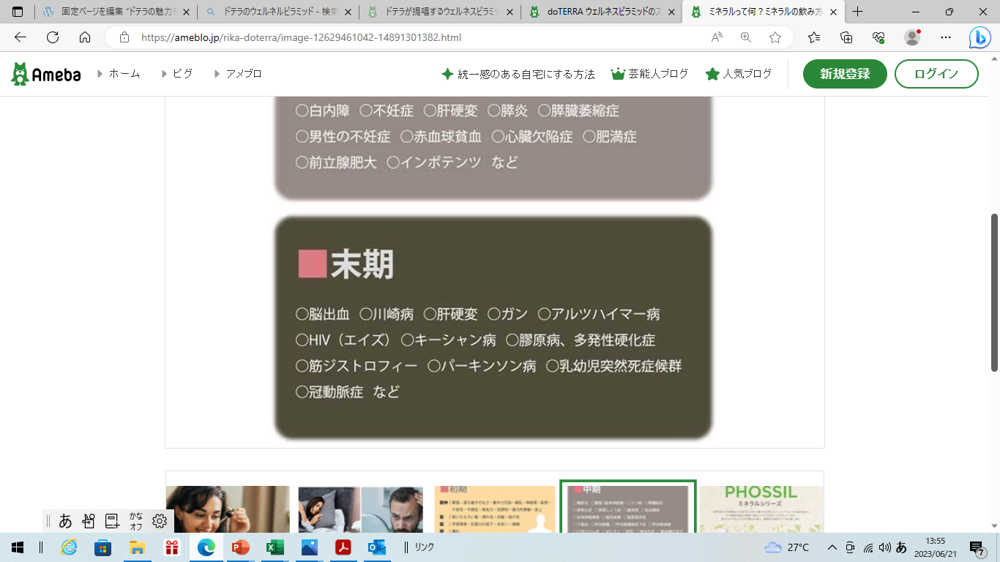 固定ページを編集 "ドテラの魅力
ドテラのウェルネルピラミッド - 検索
ドテラが提唱するウェルネスピラミッ
doTERRA ウェルネスピラミッドのス
ミネラルって何？ミネラルの飲み方
https://ameblo.jp/rika-doterra/image-12629461042-14891301382.html
Ameba
ホーム
ピグ
アメブロ
統一感のある自宅にする方法
芸能人ブログ
人気ブログ
新規登録
ログイン
〇白内障 〇不妊症 〇肝硬変 〇膵炎 〇膵臓萎縮症
〇男性の不妊症 〇赤血球貧血 〇心臓欠陥症 〇肥満症
〇前立腺肥大 〇インポテンツ など
■末期
〇脳出血 〇川崎病 〇肝硬変 〇ガン 〇アルツハイマー病
〇HIV（エイズ）〇キーシャン病 〇膠原病、多発性硬化症
〇筋ジストロフィー 〇パーキンソン病 〇乳幼児突然死症候群
〇冠動脈症 など
初期
中期
PHOSSIL
ミネラルシリーズ
あ
かな
オフ
リンク
27°C
あ
13:55
2023/06/21
7